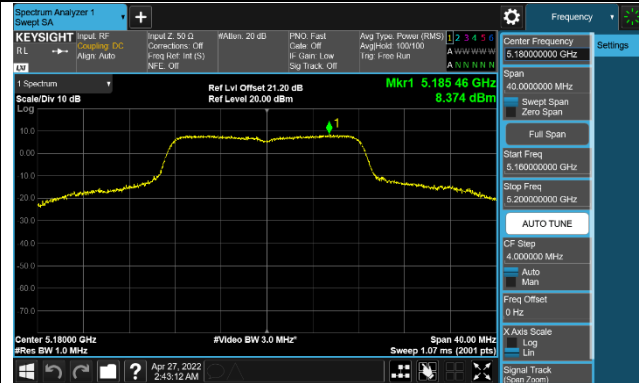 Spectrum Analyzer 1
Swept SA
Frequency
KEYSIGHT
RL
Input: RF
Coupling: DC
Align: Auto
Input Z: 50 Ω
Corrections: Off
Freq Ref: Int (S)
NFE: Off
#Atten: 20 dB
PNO: Fast
Gate: Off
IF Gain: Low
Sig Track: Off
Avg Type: Power (RMS)
Avg|Hold: 100/100
Trig: Free Run
1 2 3 4 5 6
A W W W W W
A N N N N N
LXI
1 Spectrum
Scale/Div 10 dB
Log
Ref Lvl Offset 21.20 dB
Ref Level 20.00 dBm
Mkr1 5.185 46 GHz
8.374 dBm
1
10.0
0.00
-10.0
-20.0
-30.0
-40.0
-50.0
-60.0
-70.0
Center 5.18000 GHz
#Res BW 1.0 MHz
#Video BW 3.0 MHz*
Span 40.00 MHz
Sweep 1.07 ms (2001 pts)
Apr 27, 2022
2:43:12 AM
Center Frequency
5.180000000 GHz
Settings
Span
40.0000000 MHz
Swept Span
Zero Span
Full Span
Start Freq
5.160000000 GHz
Stop Freq
5.200000000 GHz
AUTO TUNE
CF Step
4.000000 MHz
Auto
Man
Freq Offset
0 Hz
X Axis Scale
Log
Lin
Signal Track
(Span Zoom)